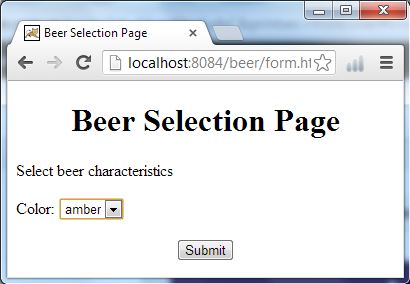 Beer Selection Page
localhost:8084/beer/form.ht
Beer Selection Page
Select beer characteristics
Color: amber
Submit